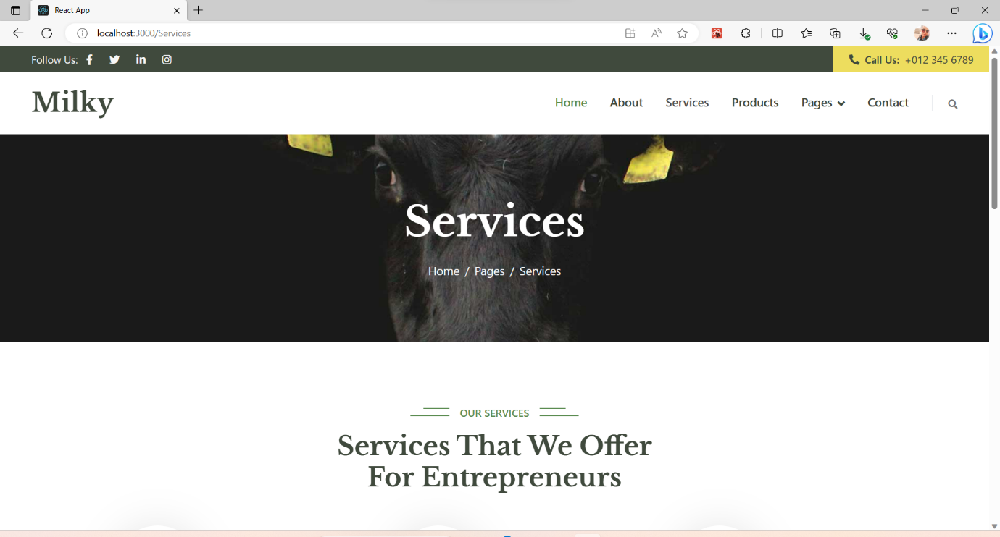 React App
localhost:3000/Services
Follow Us:
Call Us: +012 345 6789
Milky
Home About Services Products Pages Contact
Services
Home / Pages / Services
OUR SERVICES
Services That We Offer
For Entrepreneurs